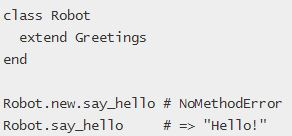 class Robot
  extend Greetings
end

Robot.new.say_hello # NoMethodError
Robot.say_hello     # => "Hello!"